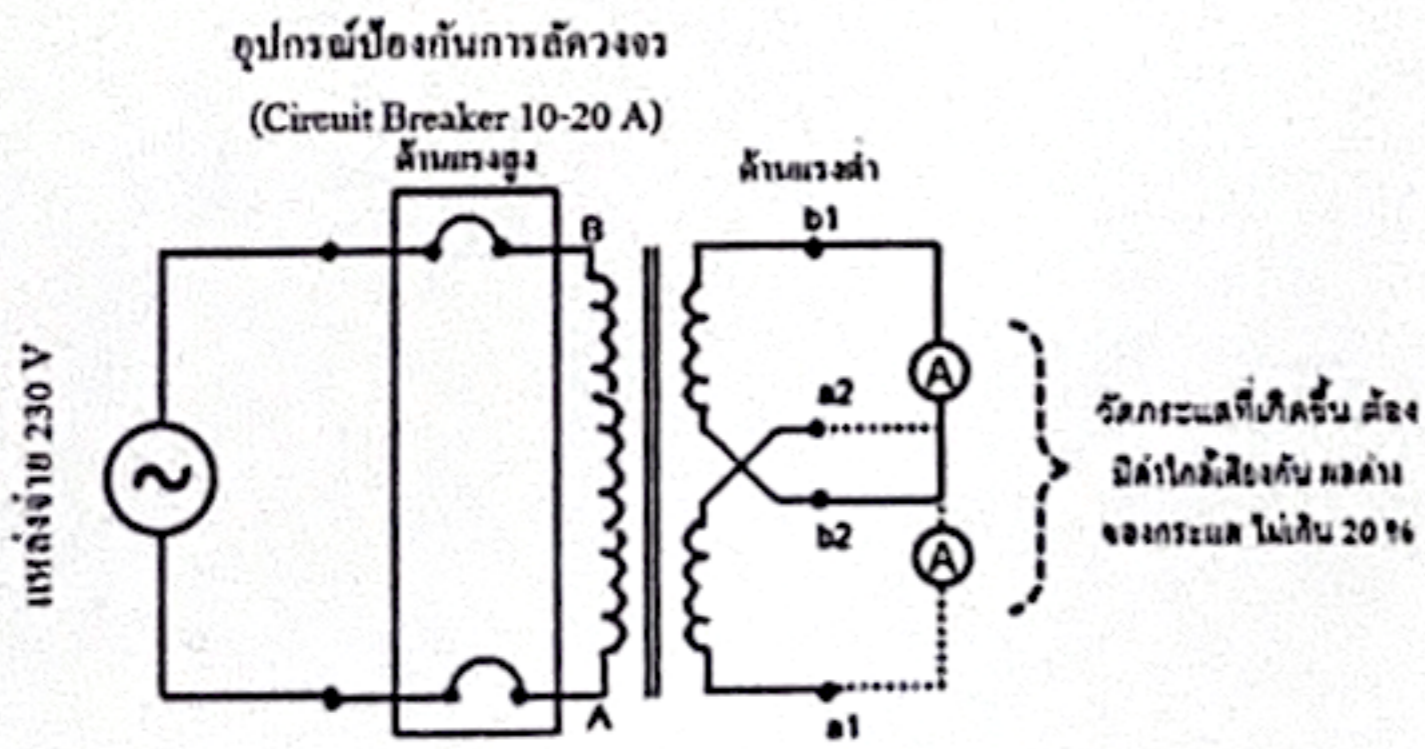 อุปกรณ์ป้องกันการลัดวงจร
(Circuit Breaker 10-20 A)
ด้านแรงสูง
ด้านแรงต่ำ
B
b1
A
a2
แหล่งจ่าย 230 V
วัดกระแสที่เกิดขึ้น ต้อง
มีค่าใกล้เคียงกัน ผลต่าง
ของกระแส ไม่เกิน 20 %
b2
A
A
a1